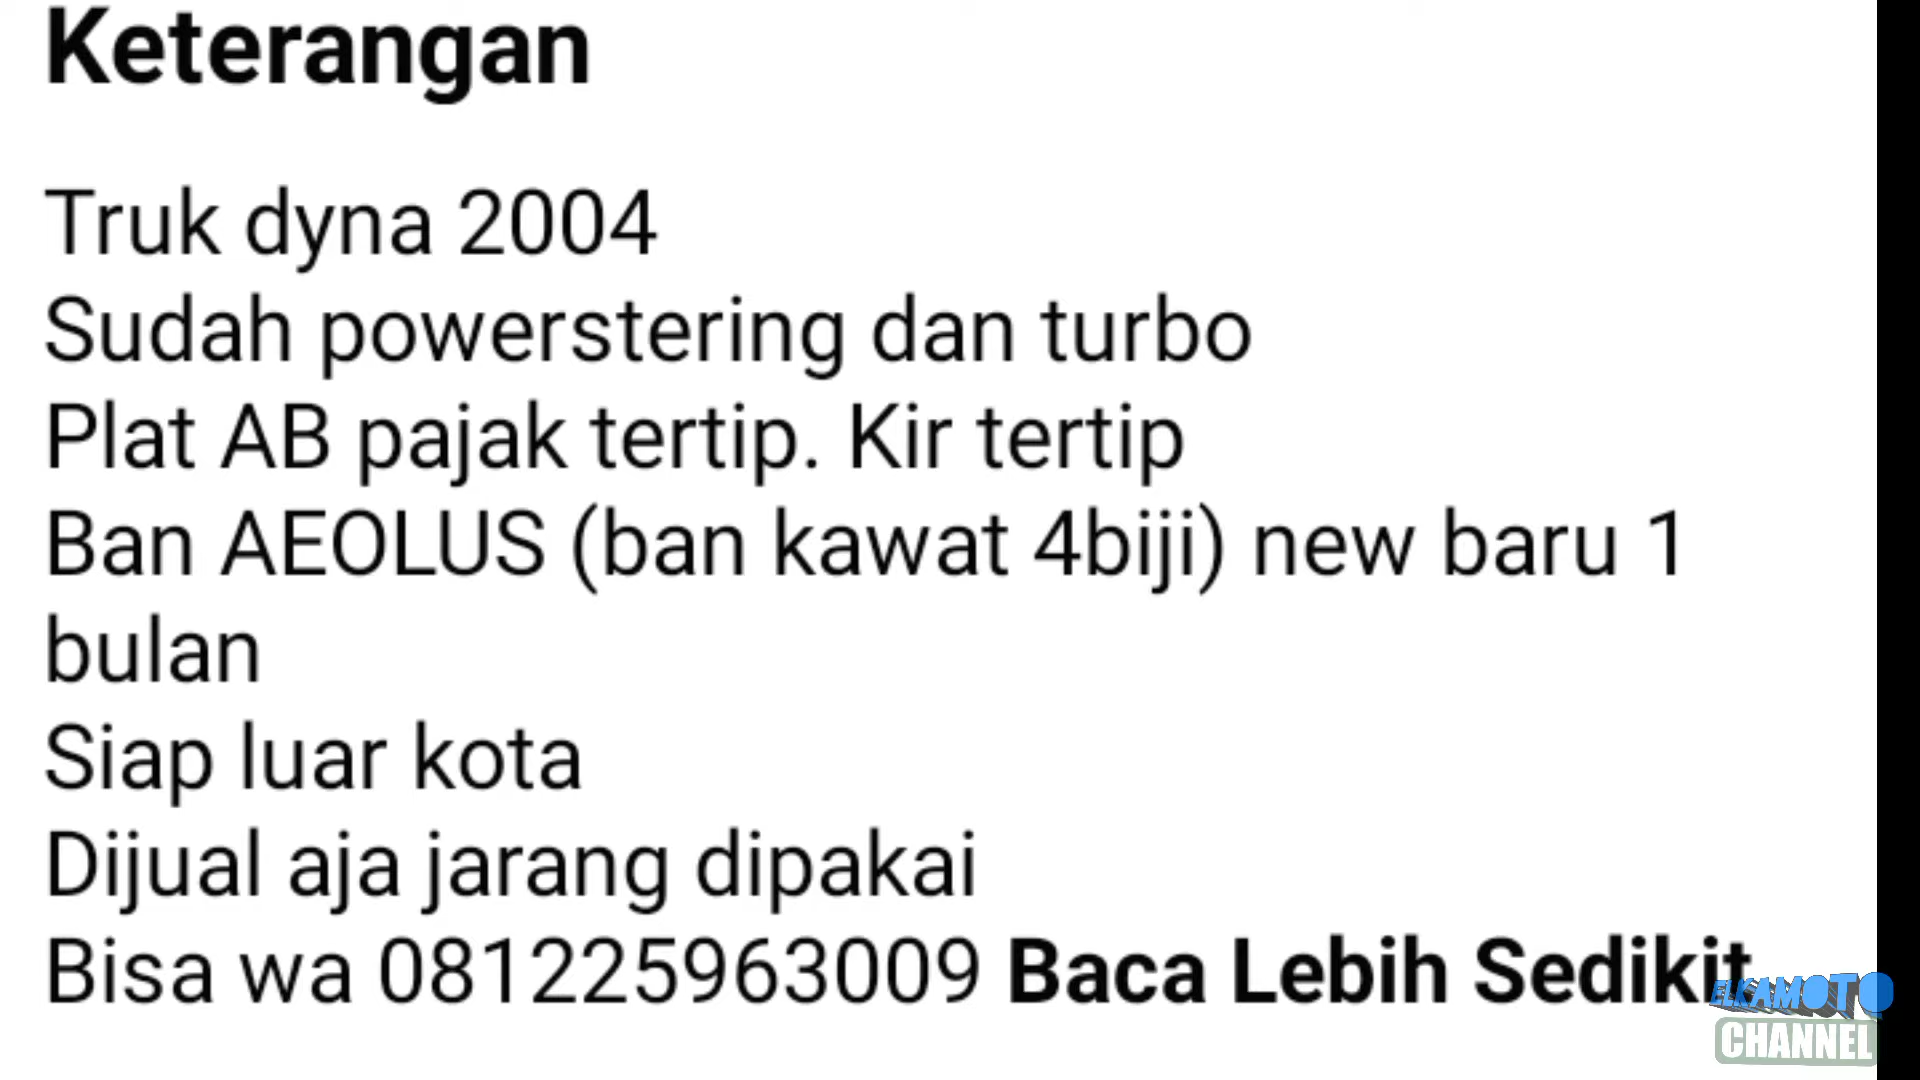 Keterangan
Truk dyna 2004
Sudah powerstering dan turbo
Plat AB pajak tertip. Kir tertip
Ban AEOLUS (ban kawat 4biji) new baru 1
bulan
Siap luar kota
Dijual aja jarang dipakai
Bisa wa 081225963009 Baca Lebih Sedikit
ELKAMOTO
CHANNEL